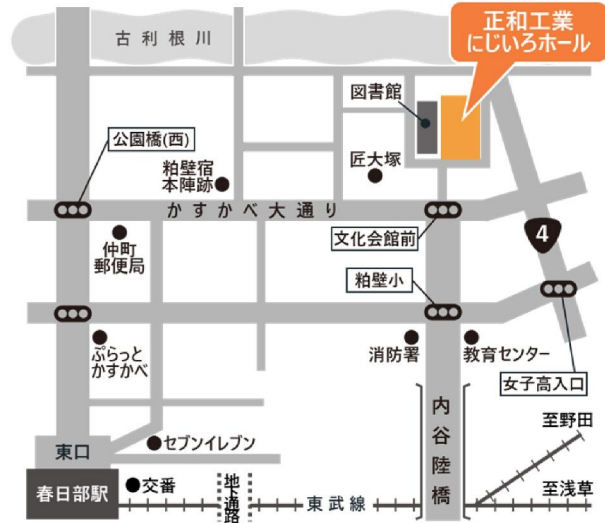 正和工業
にじいろホール
古利根川
図書館
公園橋(西)
粕壁宿
本陣跡
匠大塚
かすかべ大通り
仲町
郵便局
文化会館前
4
粕壁小
ぷらっと
かすかべ
消防署
教育センター
女子高入口
内谷陸橋
至野田
東口
セブンイレブン
春日部駅
交番
地下通路
東武線
至浅草